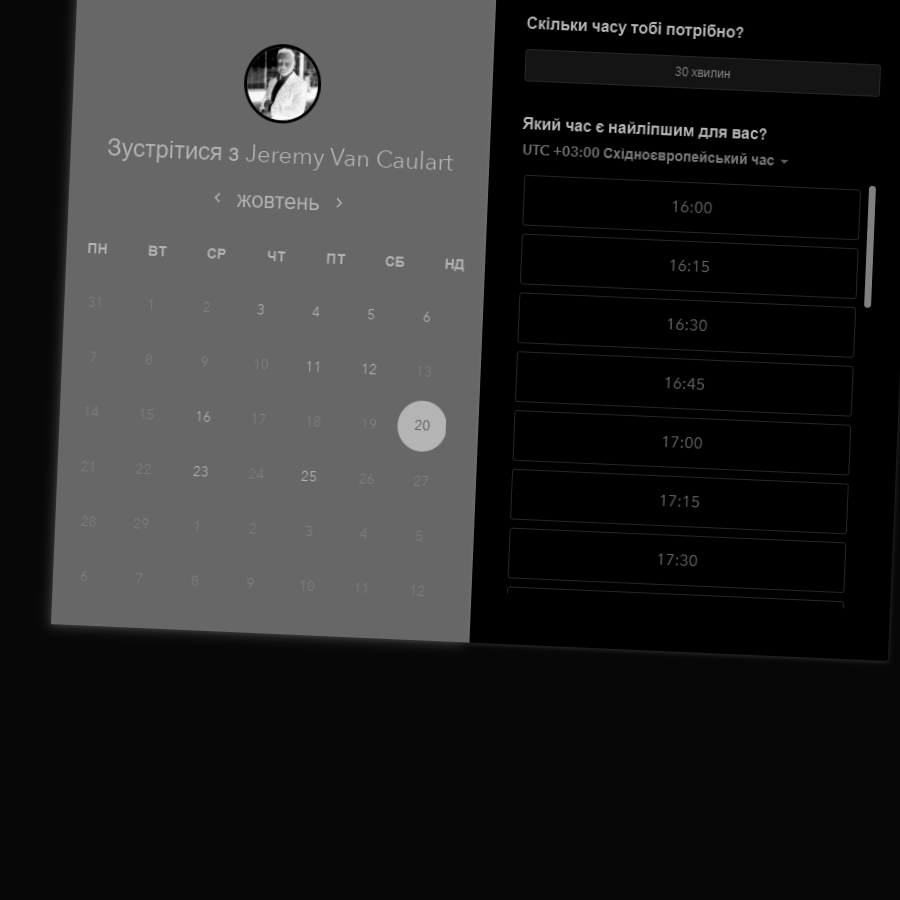 Зустрітися з Jeremy Van Caulart
‹ жовтень ›
ПН ВТ СР ЧТ ПТ СБ НД
31 1 2 3 4 5 6
7 8 9 10 11 12 13
14 15 16 17 18 19 20
21 22 23 24 25 26 27
28 29 1 2 3 4 5
6 7 8 9 10 11 12
Скільки часу тобі потрібно?
30 хвилин
Який час є найліпшим для вас?
UTC +03:00 Східноєвропейський час
16:00
16:15
16:30
16:45
17:00
17:15
17:30